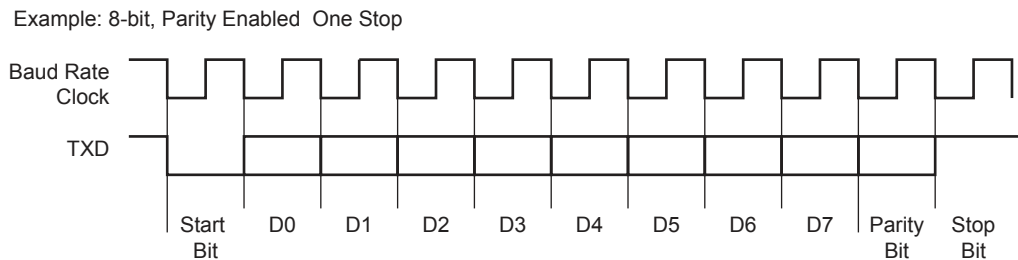 Example: 8-bit, Parity Enabled One Stop
Baud Rate
Clock
TXD
Start
Bit
D0
D1
D2
D3
D4
D5
D6
D7
Parity
Bit
Stop
Bit